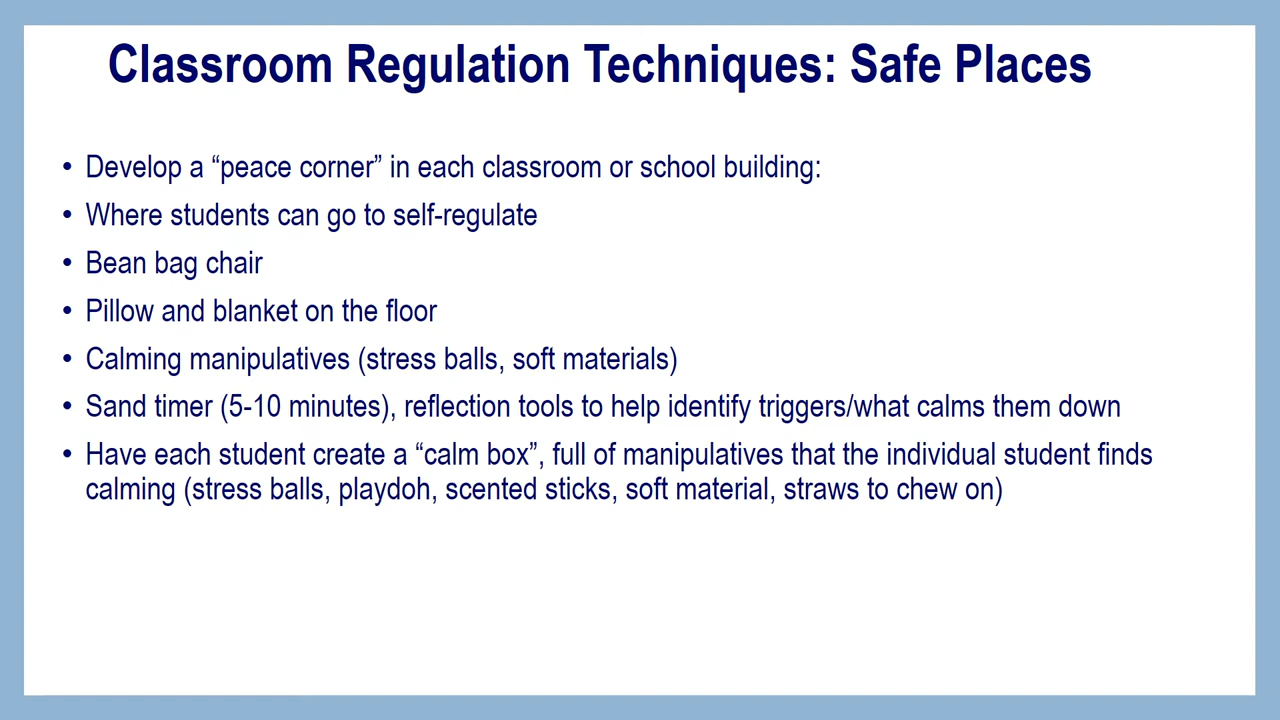 Classroom Regulation Techniques: Safe Places
• Develop a “peace corner” in each classroom or school building:
• Where students can go to self-regulate
• Bean bag chair
• Pillow and blanket on the floor
• Calming manipulatives (stress balls, soft materials)
• Sand timer (5-10 minutes), reflection tools to help identify triggers/what calms them down
• Have each student create a “calm box”, full of manipulatives that the individual student finds
calming (stress balls, playdoh, scented sticks, soft material, straws to chew on)